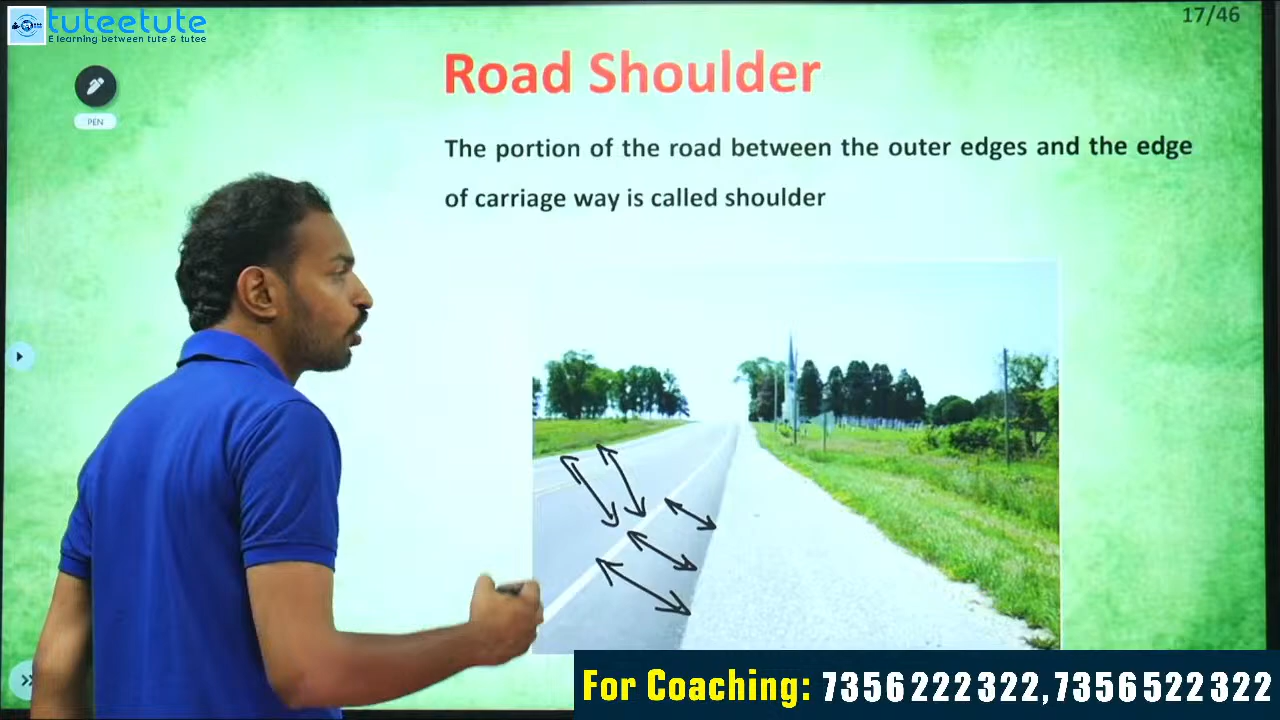 tuteetute
E learning between tute & tutee
17/46
Road Shoulder
PEN
The portion of the road between the outer edges and the edge
of carriage way is called shoulder
For Coaching: 7356222322,7356522322